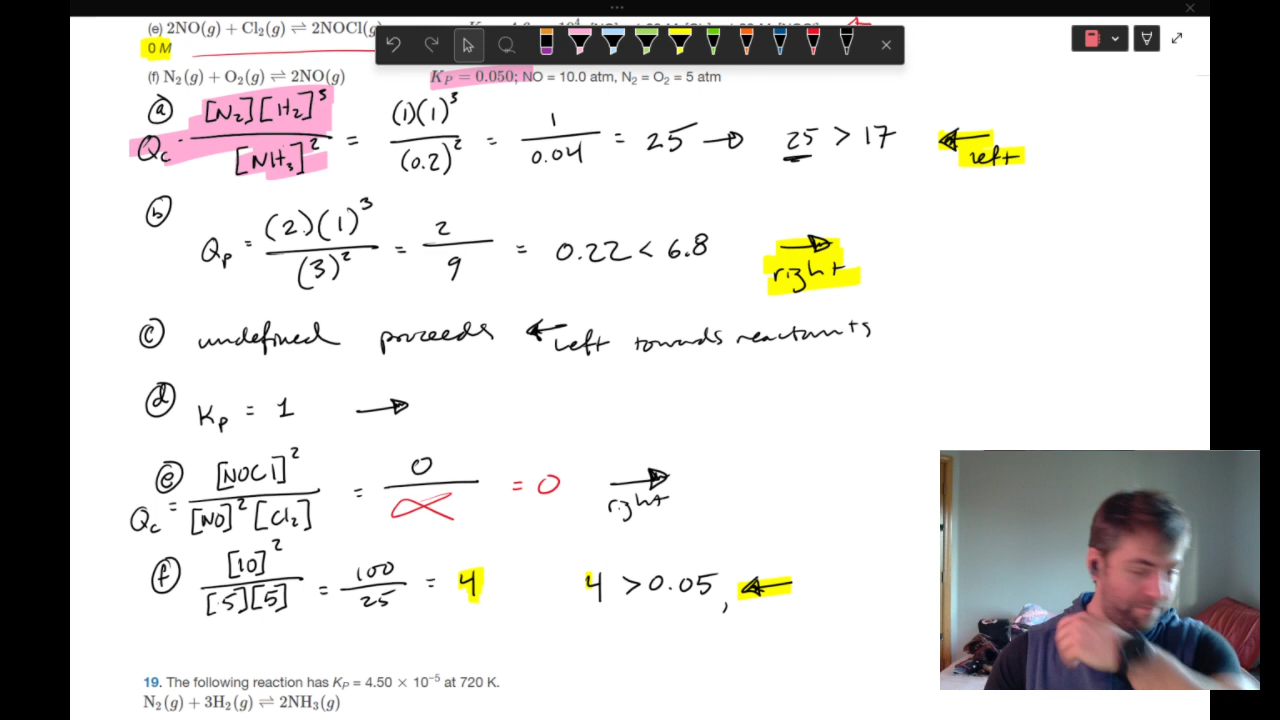 (e) 2NO(g) + Cl₂(g) ⇌ 2NOCl(g)
0 M
(f) N₂(g) + O₂(g) ⇌ 2NO(g) K_P = 0.050; NO = 10.0 atm, N₂ = O₂ = 5 atm
ⓐ Qc = [N₂][H₂]³ / [NH₃]² = (1)(1)³ / (0.2)² = 1 / 0.04 = 25 → 25 > 17 ← left
ⓑ Qp = (2)(1)³ / (3)² = 2 / 9 = 0.22 < 6.8 → right
ⓒ undefined proceeds ← left towards reactants
ⓓ Kp = 1 →
ⓔ Qc = [NOCl]² / [NO]² [Cl₂] = 0 / ∝ = 0 → right
ⓕ [10]² / [5][5] = 100 / 25 = 4 4 > 0.05, ←
19. The following reaction has K_P = 4.50 × 10⁻⁵ at 720 K.
N₂(g) + 3H₂(g) ⇌ 2NH₃(g)